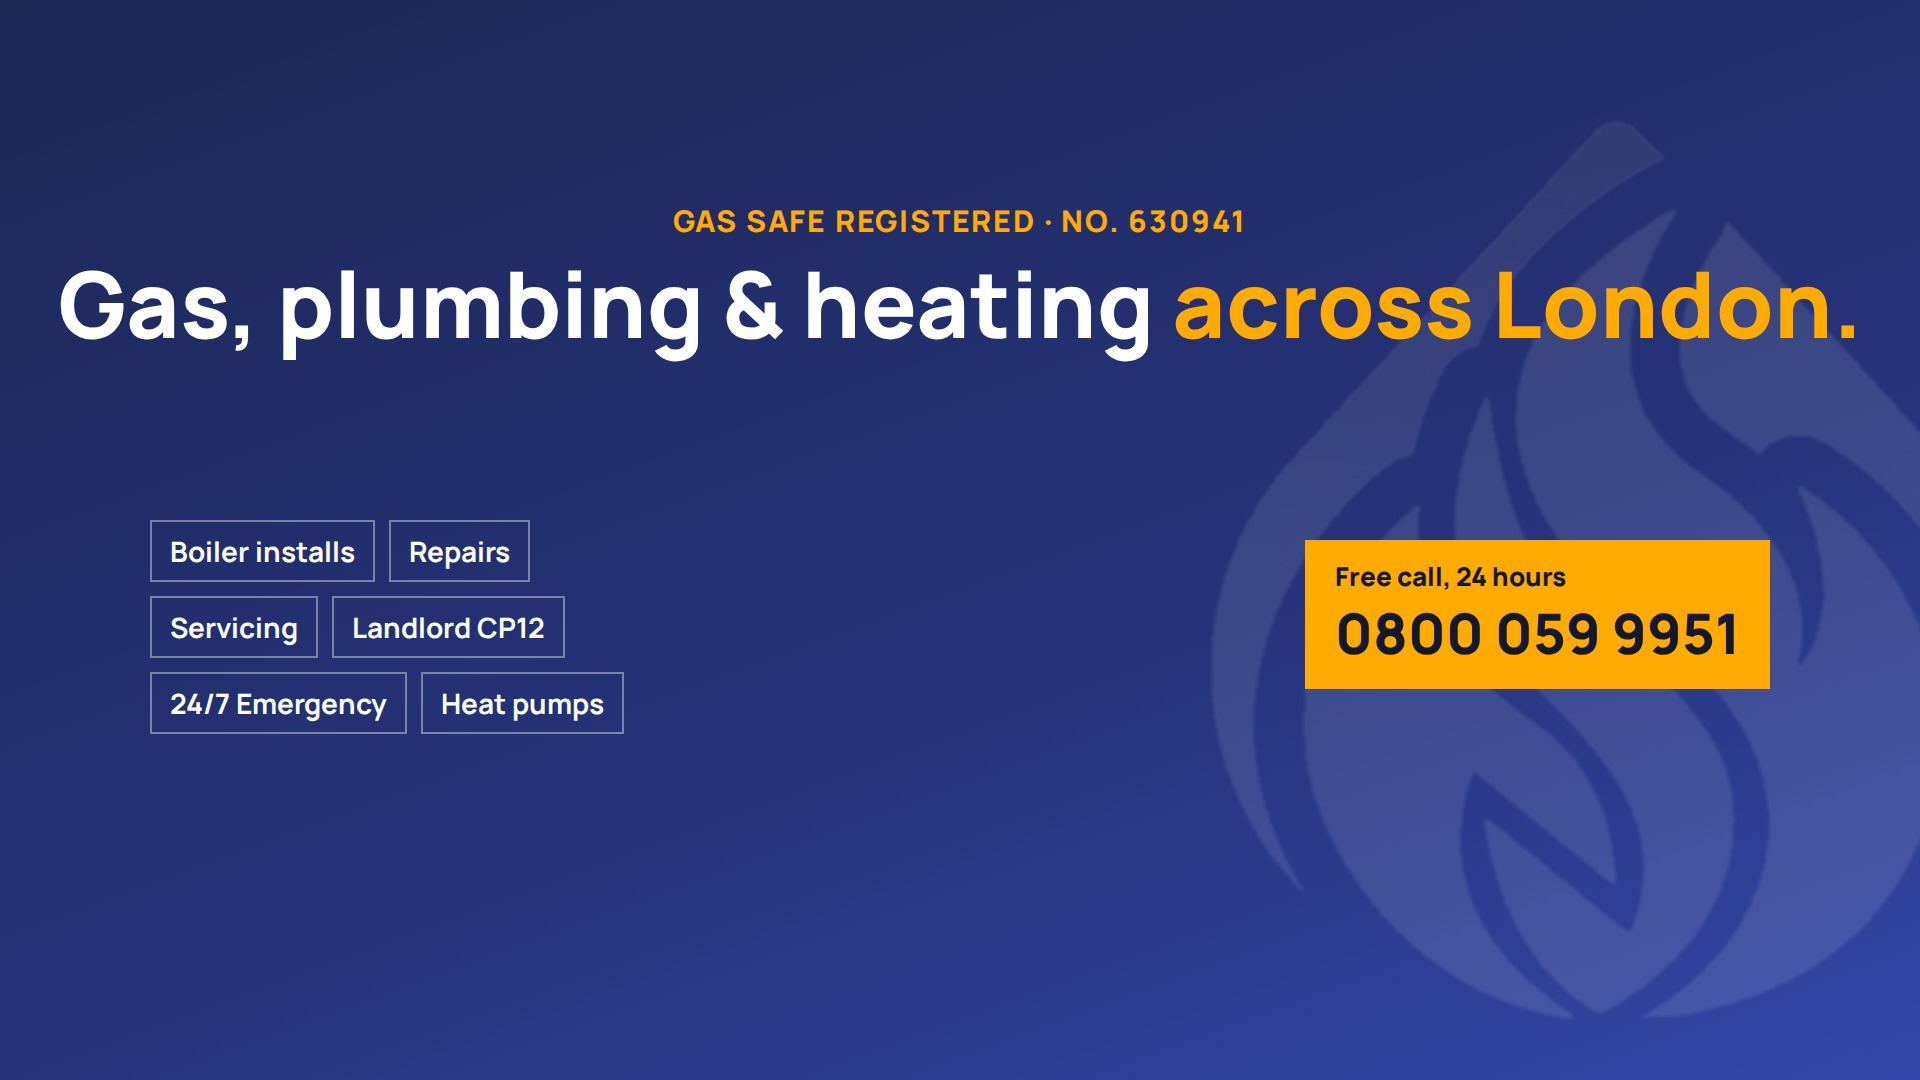 GAS SAFE REGISTERED · NO. 630941
Gas, plumbing & heating across London.
Boiler installs Repairs
Servicing Landlord CP12
24/7 Emergency Heat pumps
Free call, 24 hours
0800 059 9951